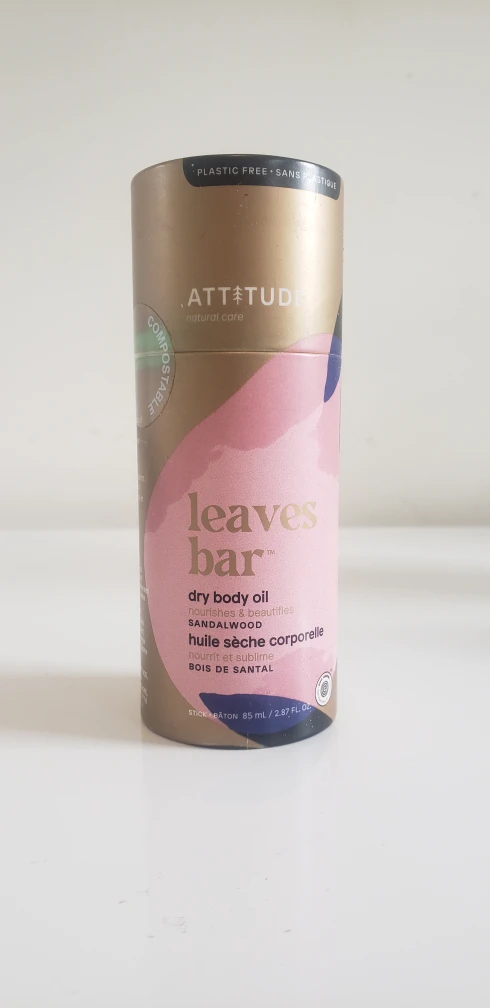 PLASTIC FREE • SANS PLASTIQUE
ATTITUDE
natural care
COMPOSTABLE
leaves
bar™
dry body oil
nourishes & beautifies
SANDALWOOD
huile sèche corporelle
nourrit et sublime
BOIS DE SANTAL
STICK / BÂTON 85 mL / 2.87 FL. OZ.